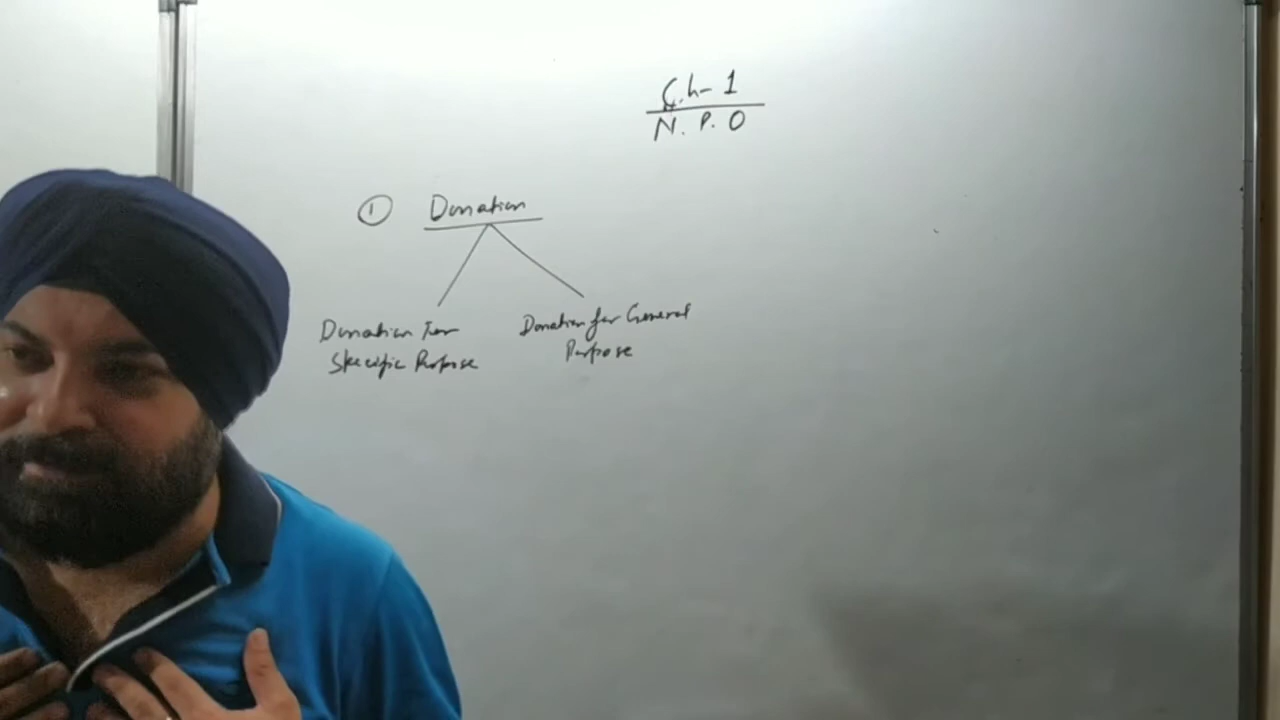 Ch-1
N.P.O
① Donation
Donation For
Specific Purpose
Donation for General
Purpose